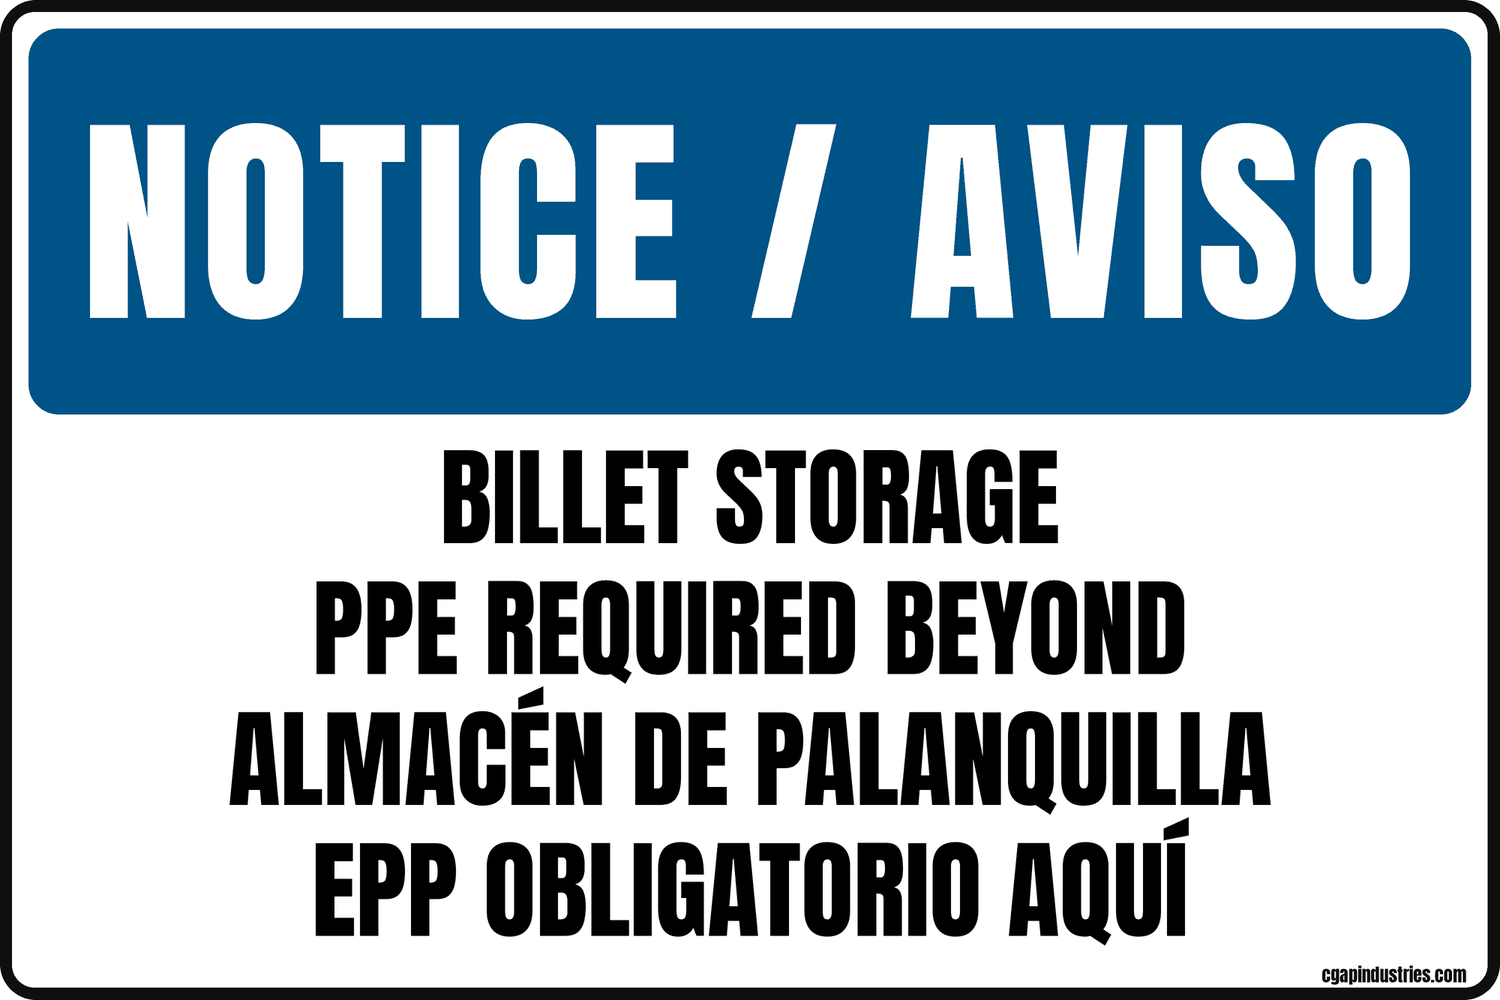 NOTICE / AVISO
BILLET STORAGE
PPE REQUIRED BEYOND
ALMACÉN DE PALANQUILLA
EPP OBLIGATORIO AQUÍ
cgapindustries.com